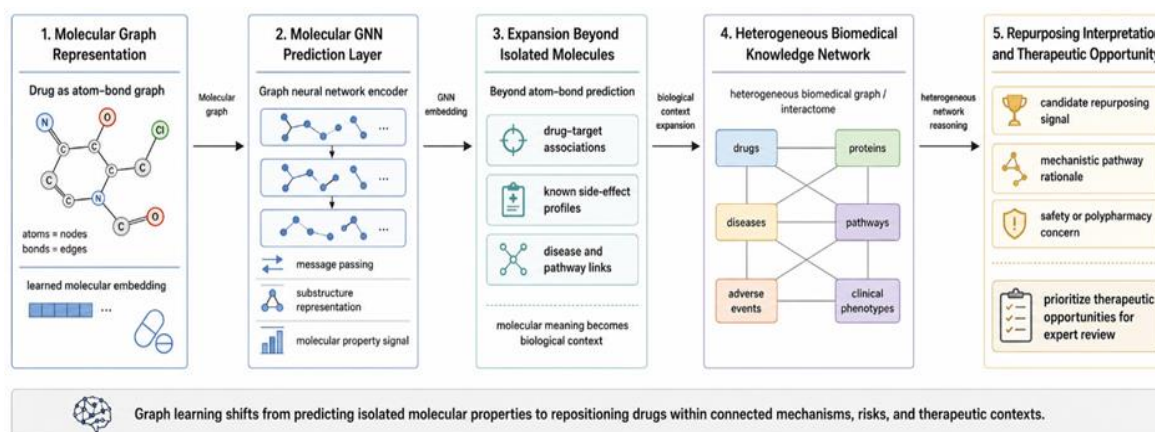 1. Molecular Graph
Representation
Drug as atom-bond graph
N
O
Cl
C
C
C
C
C
C
N
C
O
atoms = nodes
bonds = edges
learned molecular embedding
...
Molecular
graph
2. Molecular GNN
Prediction Layer
Graph neural network encoder
...
...
...
message passing
substructure
representation
molecular property signal
GNN
embedding
3. Expansion Beyond
Isolated Molecules
Beyond atom-bond prediction
drug-target
associations
known side-effect
profiles
disease and
pathway links
molecular meaning becomes
biological context
biological
context
expansion
4. Heterogeneous Biomedical
Knowledge Network
heterogeneous biomedical graph /
interactome
drugs
proteins
diseases
pathways
adverse
events
clinical
phenotypes
heterogeneous
network
reasoning
5. Repurposing Interpretation
and Therapeutic Opportunity
candidate repurposing
signal
mechanistic pathway
rationale
safety or polypharmacy
concern
prioritize therapeutic
opportunities for
expert review
Graph learning shifts from predicting isolated molecular properties to repositioning drugs within connected mechanisms, risks, and therapeutic contexts.